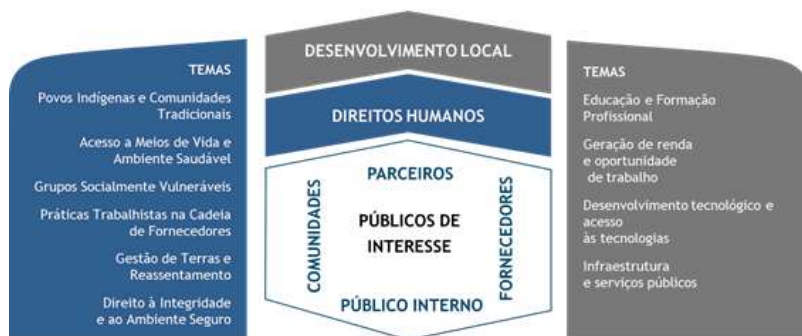 TEMAS
Povos Indígenas e Comunidades
Tradicionais
Acesso a Meios de Vida e
Ambiente Saudável
Grupos Socialmente Vulneráveis
Práticas Trabalhistas na Cadeia
de Fornecedores
Gestão de Terras e
Reassentamento
Direito à Integridade
e ao Ambiente Seguro
DESENVOLVIMENTO LOCAL
DIREITOS HUMANOS
PARCEIROS
COMUNIDADES
PÚBLICOS DE
INTERESSE
FORNECEDORES
PÚBLICO INTERNO
TEMAS
Educação e Formação
Profissional
Geração de renda
e oportunidade
de trabalho
Desenvolvimento tecnológico e
acesso
às tecnologias
Infraestrutura
e serviços públicos